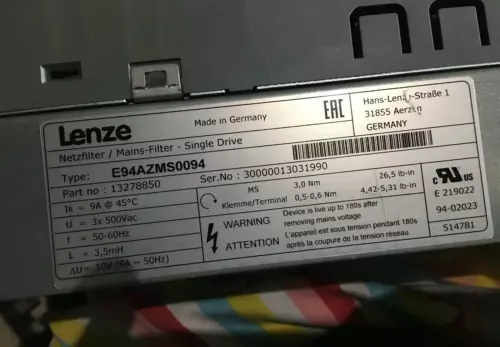 Lenze
Made in Germany
EAC
Hans-Lenze-Straße 1
31855 Aerzen
GERMANY
Netzfilter / Mains-Filter - Single Drive
Type: E94AZMS0094
Part no : 13278850
Ser.No : 30000013031990
IR = 9A @ 45°C
U = 3x 500Vac
f = 50-60Hz
L = 3,5mH
ΔU = 10V (9A ~ 50Hz)
M5 3,0 Nm 26,5 lb-in
Klemme/Terminal 0,5-0,6 Nm 4,42-5,31 lb-in
WARNING
ATTENTION
Device is live up to 180s after
removing mains voltage
L'appareil est sous tension pendant 180s
après la coupure de la tension réseau
c RU us
E 219022
94-02023
514781